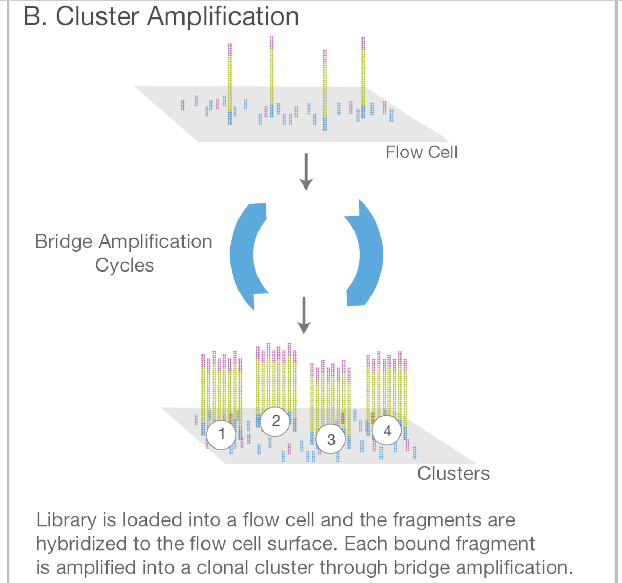 B. Cluster Amplification
Flow Cell
Bridge Amplification
Cycles
1
2
3
4
Clusters
Library is loaded into a flow cell and the fragments are
hybridized to the flow cell surface. Each bound fragment
is amplified into a clonal cluster through bridge amplification.